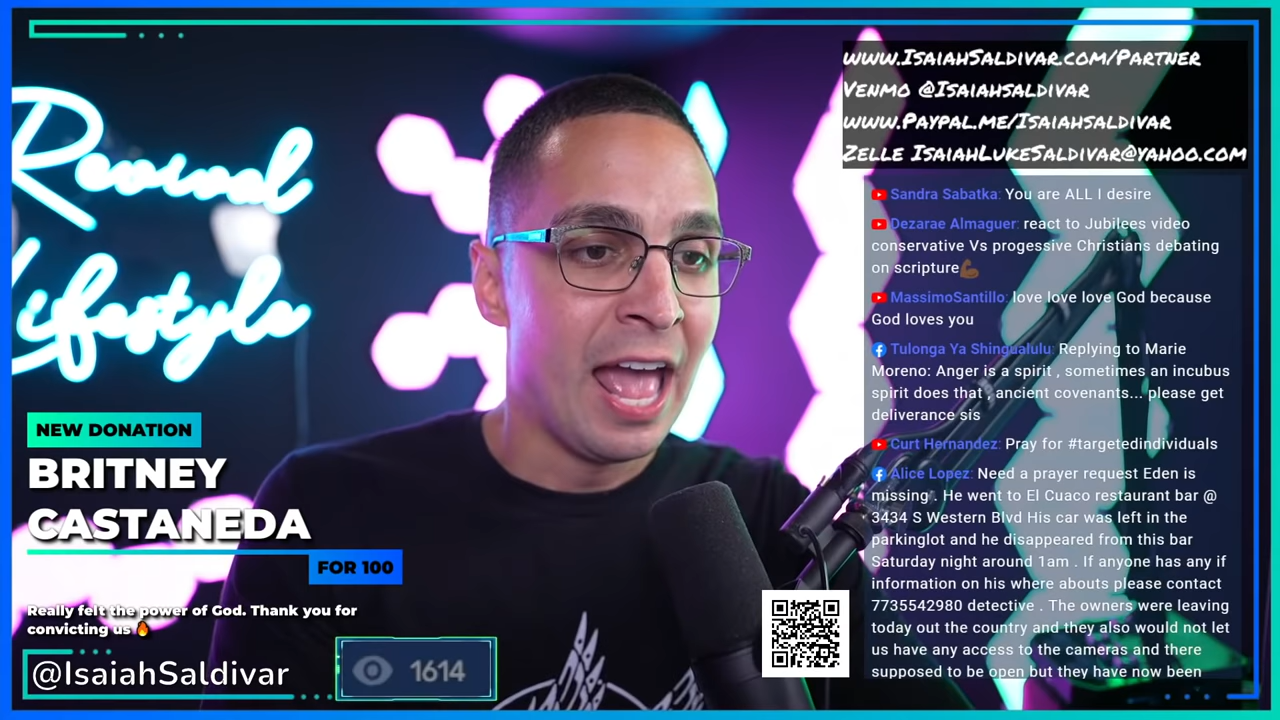 Revival
Lifestyle
NEW DONATION
BRITNEY
CASTANEDA
FOR 100
Really felt the power of God. Thank you for
convicting us 🔥
@IsaiahSaldivar
1614
www.IsaiahSaldivar.com/Partner
Venmo @Isaiahsaldivar
www.Paypal.me/Isaiahsaldivar
Zelle IsaiahLukeSaldivar@yahoo.com
Sandra Sabatka: You are ALL I desire
Dezarae Almaguer: react to Jubilees video
conservative Vs progessive Christians debating
on scripture💪🏾
MassimoSantillo: love love love God because
God loves you
Tulonga Ya Shingualulu: Replying to Marie
Moreno: Anger is a spirit , sometimes an incubus
spirit does that , ancient covenants... please get
deliverance sis
Curt Hernandez: Pray for #targetedindividuals
Alice Lopez: Need a prayer request Eden is
missing . He went to El Cuaco restaurant bar @
3434 S Western Blvd His car was left in the
parkinglot and he disappeared from this bar
Saturday night around 1am . If anyone has any if
information on his where abouts please contact
7735542980 detective . The owners were leaving
today out the country and they also would not let
us have any access to the cameras and there
supposed to be open but they have now been